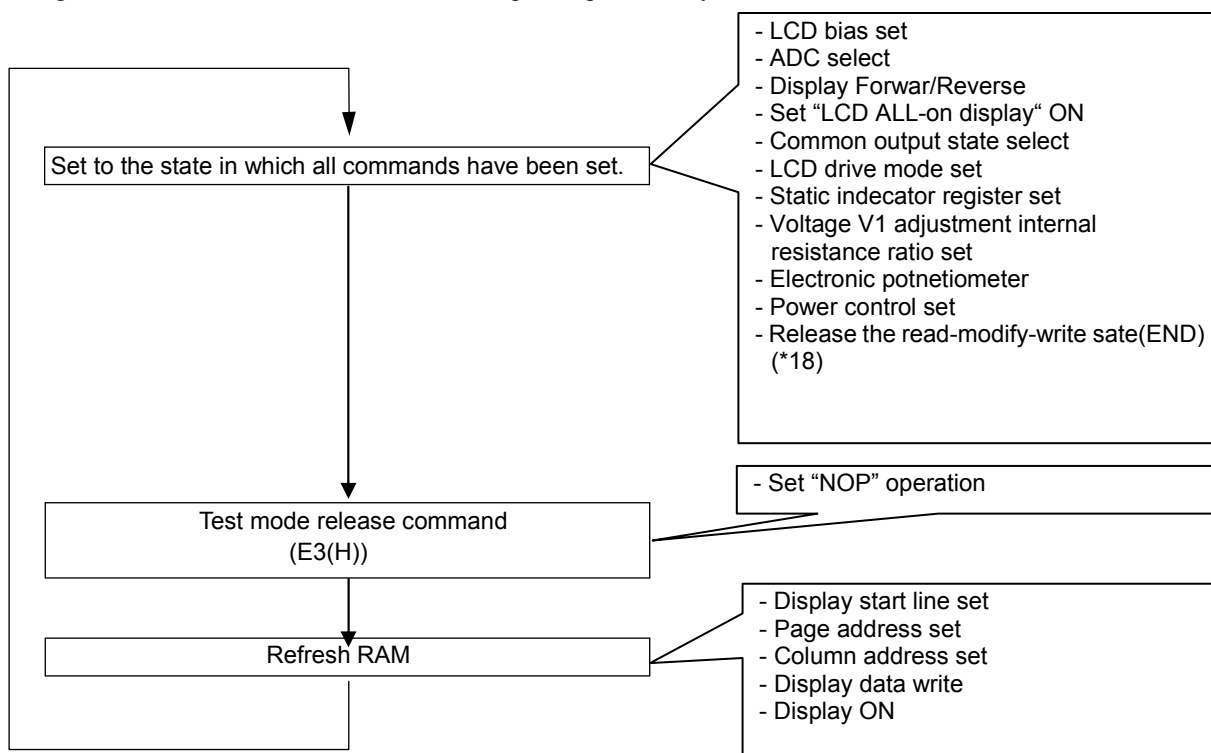 - LCD bias set
- ADC select
- Display Forwar/Reverse
- Set “LCD ALL-on display“ ON
- Common output state select
- LCD drive mode set
- Static indecator register set
- Voltage V1 adjustment internal
resistance ratio set
- Electronic potnetiometer
- Power control set
- Release the read-modify-write sate(END)
(*18)
Set to the state in which all commands have been set.
- Set “NOP” operation
Test mode release command
(E3(H))
- Display start line set
- Page address set
- Column address set
- Display data write
- Display ON
Refresh RAM